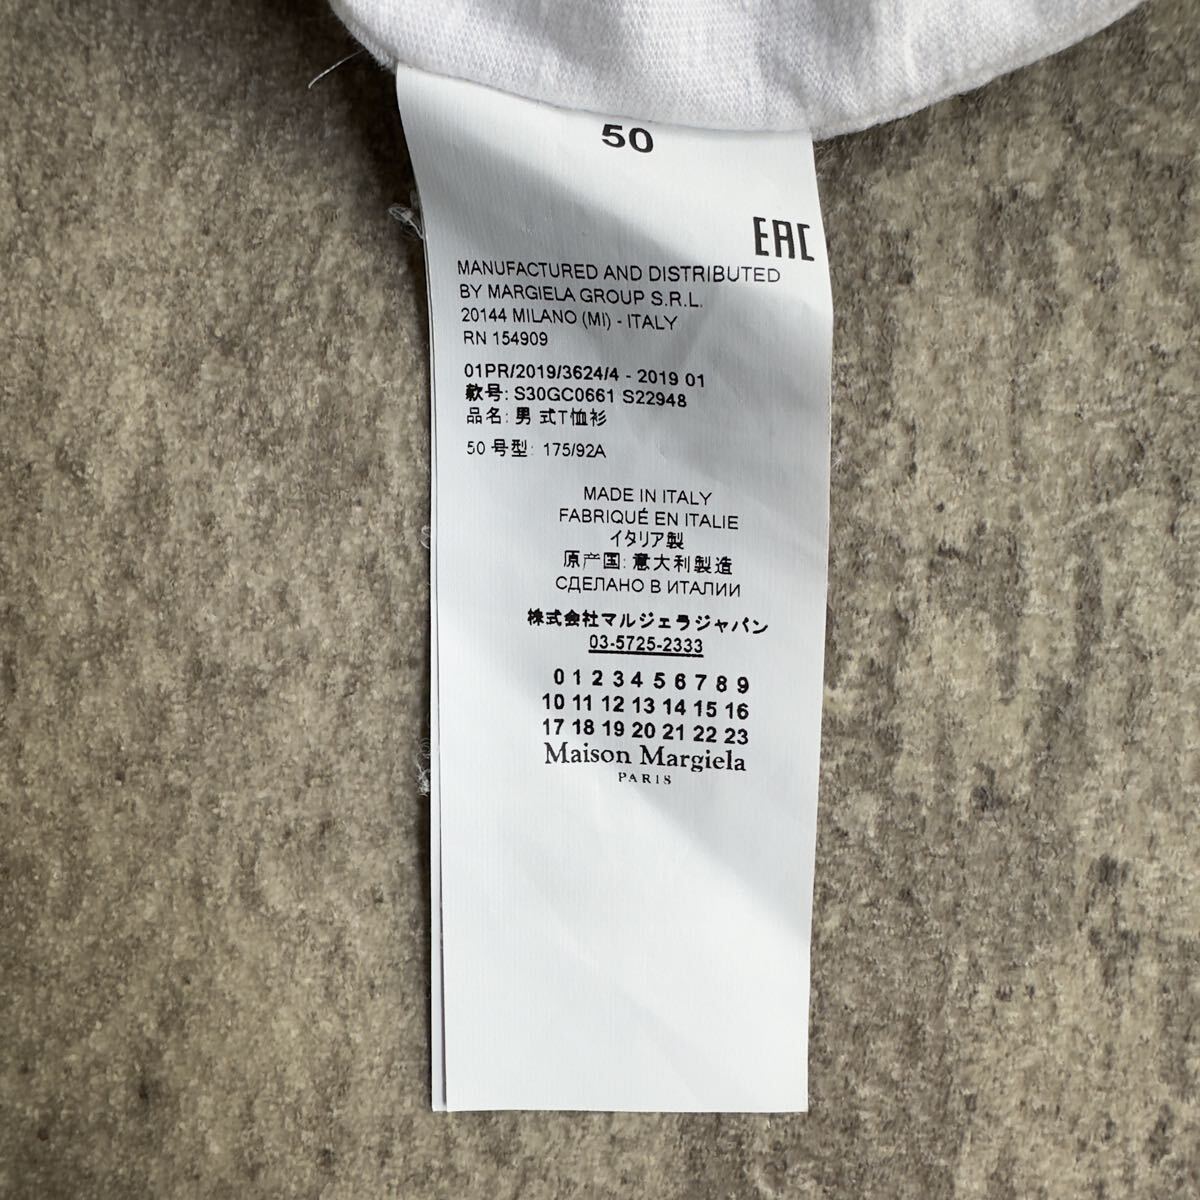 50
EAC
MANUFACTURED AND DISTRIBUTED
BY MARGIELA GROUP S.R.L.
20144 MILANO (MI) - ITALY
RN 154909
01PR/2019/3624/4 - 2019 01
款号: S30GC0661 S22948
品名: 男 式T恤衫
50 号型: 175/92A
MADE IN ITALY
FABRIQUÉ EN ITALIE
イタリア製
原产国: 意大利製造
СДЕЛАНО В ИТАЛИИ
株式会社マルジェラジャパン
03-5725-2333
0 1 2 3 4 5 6 7 8 9
10 11 12 13 14 15 16
17 18 19 20 21 22 23
Maison Margiela
PARIS